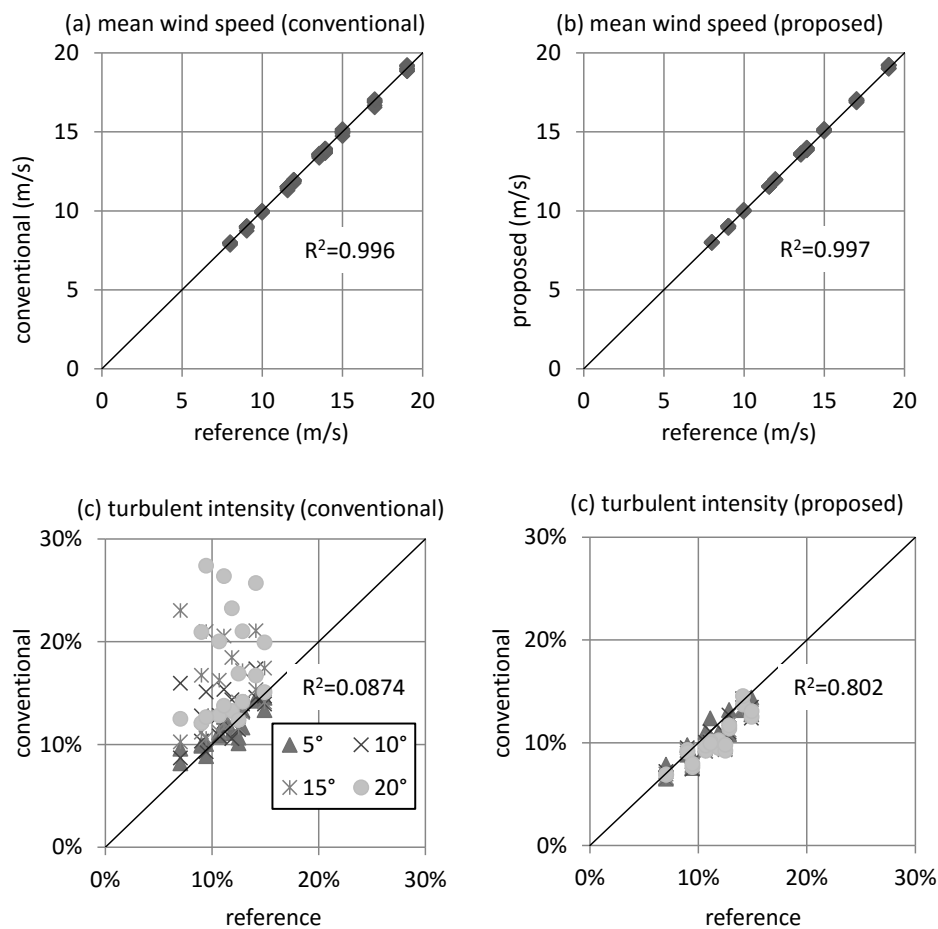 (a) mean wind speed (conventional)
20
15
10
5
0
conventional (m/s)
R²=0.996
0 5 10 15 20
reference (m/s)
(b) mean wind speed (proposed)
20
15
10
5
0
proposed (m/s)
R²=0.997
0 5 10 15 20
reference (m/s)
(c) turbulent intensity (conventional)
30%
20%
10%
0%
conventional
R²=0.0874
5° 10°
15° 20°
0% 10% 20% 30%
reference
(c) turbulent intensity (proposed)
30%
20%
10%
0%
conventional
R²=0.802
0% 10% 20% 30%
reference